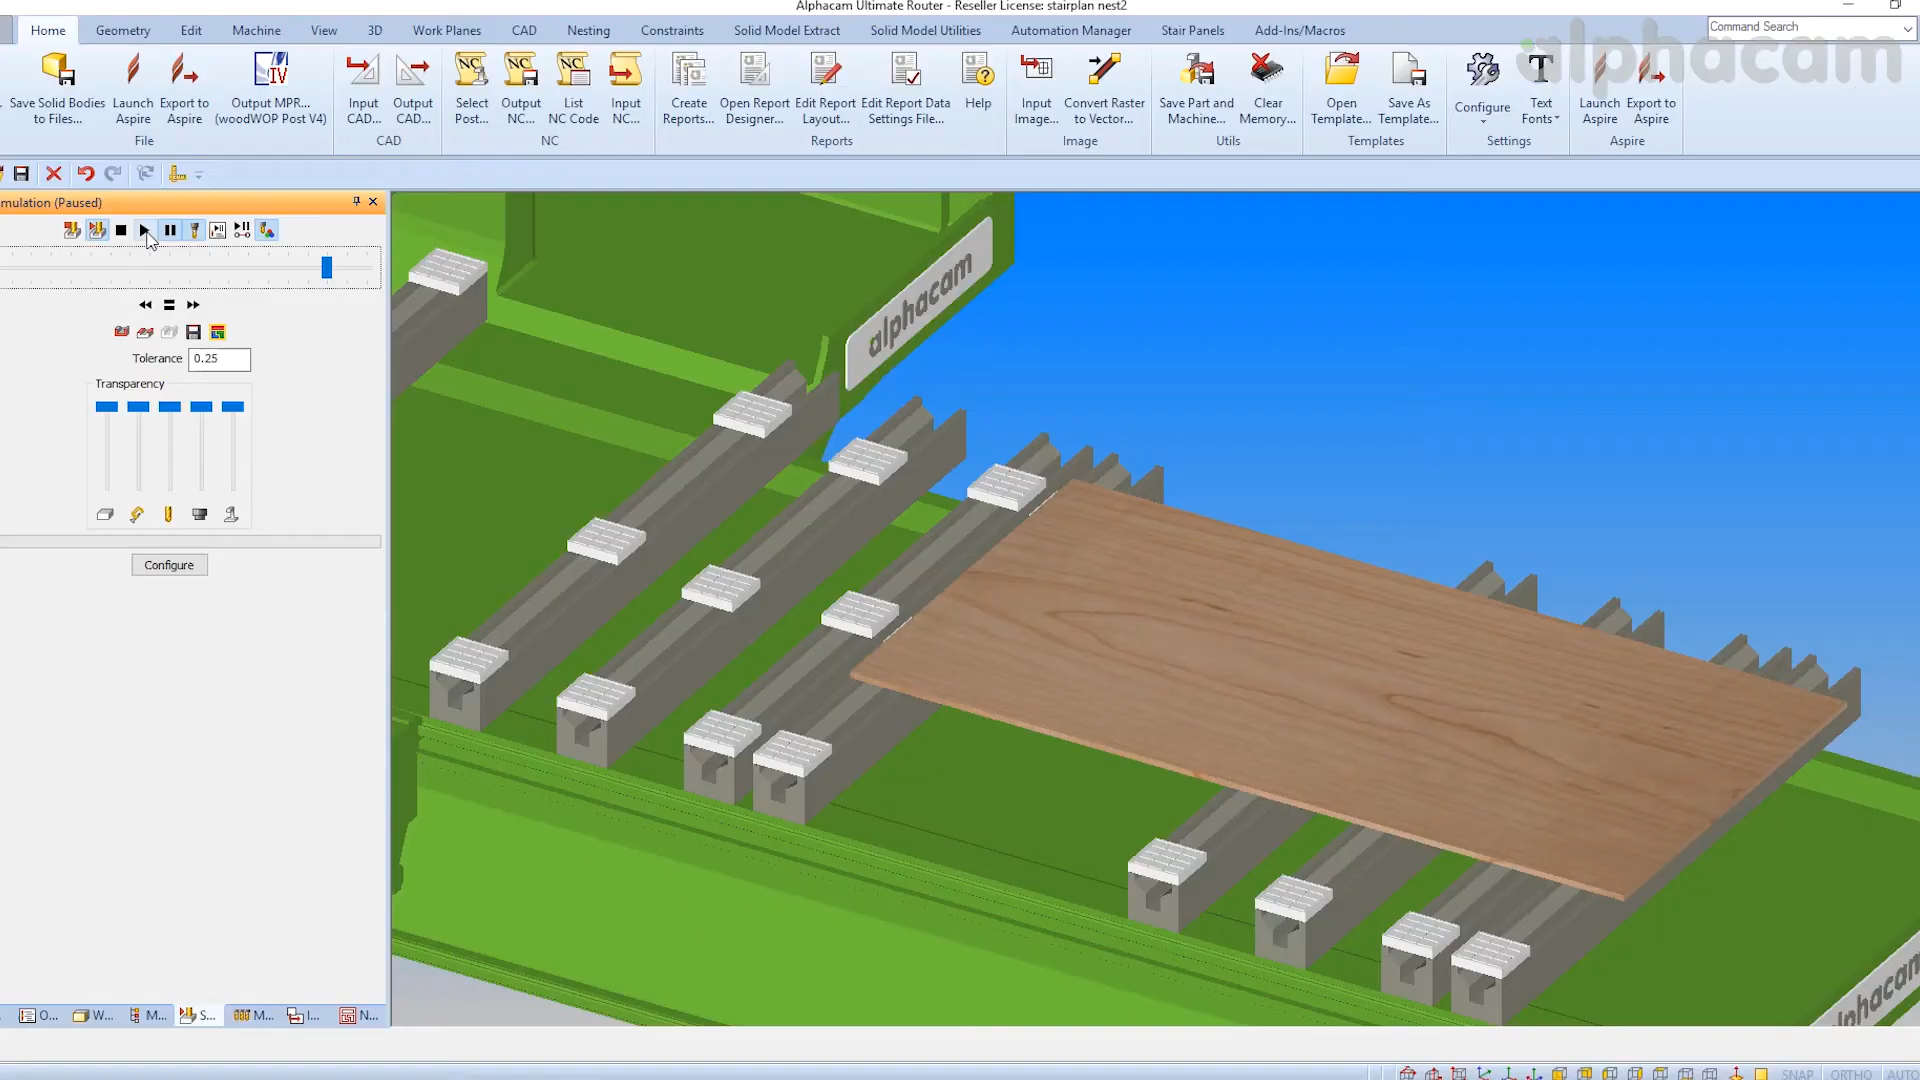 Alphacam Ultimate Router - Reseller License: stairplan nest2
Home Geometry Edit Machine View 3D Work Planes CAD Nesting Constraints Solid Model Extract Solid Model Utilities Automation Manager Stair Panels Add-Ins/Macros
Command Search
alphacam
Save Solid Bodies to Files...
Launch Aspire
Export to Aspire
Output MPR... (woodWOP Post V4)
Input CAD...
Output CAD...
Select Post...
Output NC...
List NC Code
Input NC...
Create Reports...
Open Report Designer...
Edit Report Layout...
Edit Report Data Settings File...
Help
Input Image...
Convert Raster to Vector...
Save Part and Machine...
Clear Memory...
Open Template...
Save As Template...
Configure
Text Fonts
Launch Aspire
Export to Aspire
File CAD NC Reports Image Utils Templates Settings Aspire
mulation (Paused)
Tolerance 0.25
Transparency
Configure
alphacam
alphacam
O... W... M... S... M... I... N...
SNAP ORTHO AUTO